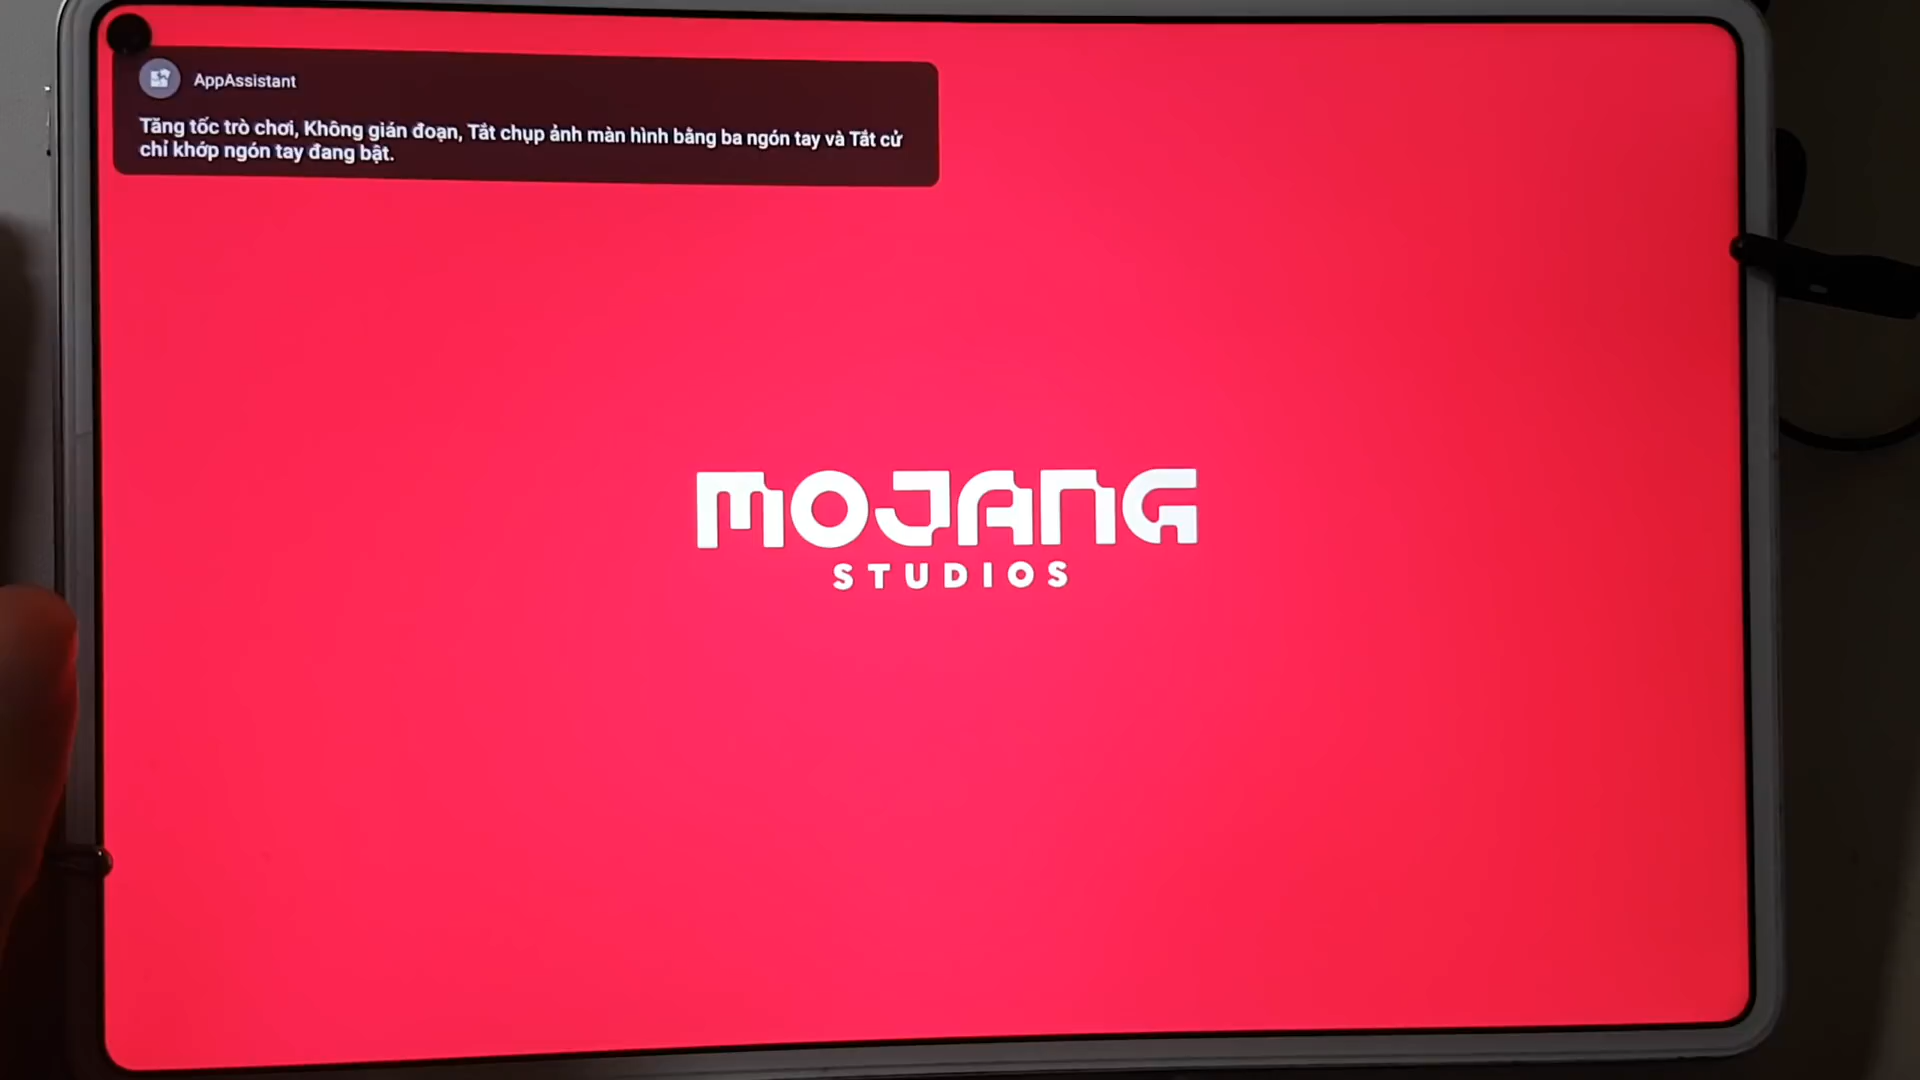 AppAssistant
Tăng tốc trò chơi, Không gián đoạn, Tắt chụp ảnh màn hình bằng ba ngón tay và Tắt cử
chỉ khớp ngón tay đang bật.
MOJANG
STUDIOS